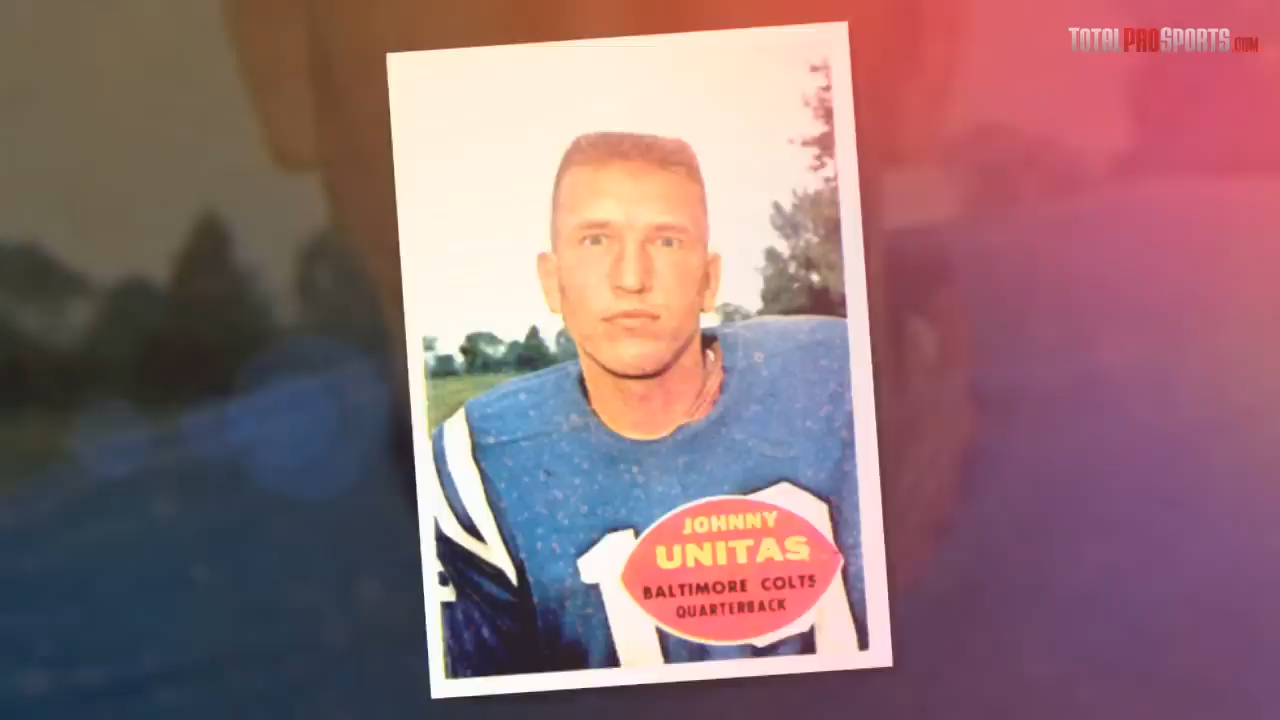 TOTALPROSPORTS.COM
JOHNNY
UNITAS
BALTIMORE COLTS
QUARTERBACK